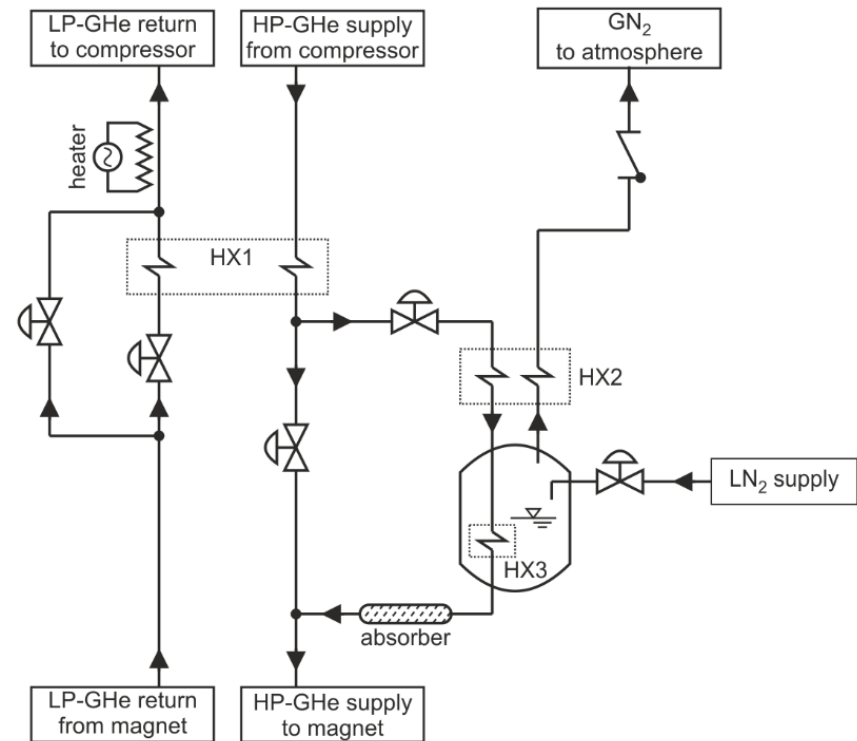 LP-GHe return
to compressor
HP-GHe supply
from compressor
GN₂
to atmosphere
heater
HX1
HX2
LN₂ supply
HX3
absorber
LP-GHe return
from magnet
HP-GHe supply
to magnet